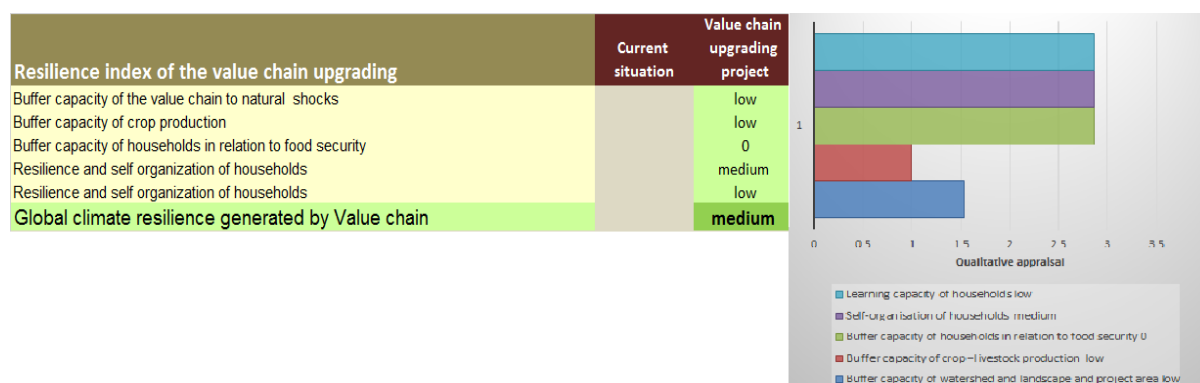 Resilience index of the value chain upgrading
Current situation
Value chain upgrading project
Buffer capacity of the value chain to natural shocks low
Buffer capacity of crop production low
Buffer capacity of households in relation to food security 0
Resilience and self organization of households medium
Resilience and self organization of households low
Global climate resilience generated by Value chain medium
1
0 0.5 1 1.5 2 2.5 3 3.5
Qualitative appraisal
Learning capacity of households low
Self-organisation of households medium
Buffer capacity of households in relation to food security 0
Buffer capacity of crop–livestock production low
Buffer capacity of watershed and landscape and project area low